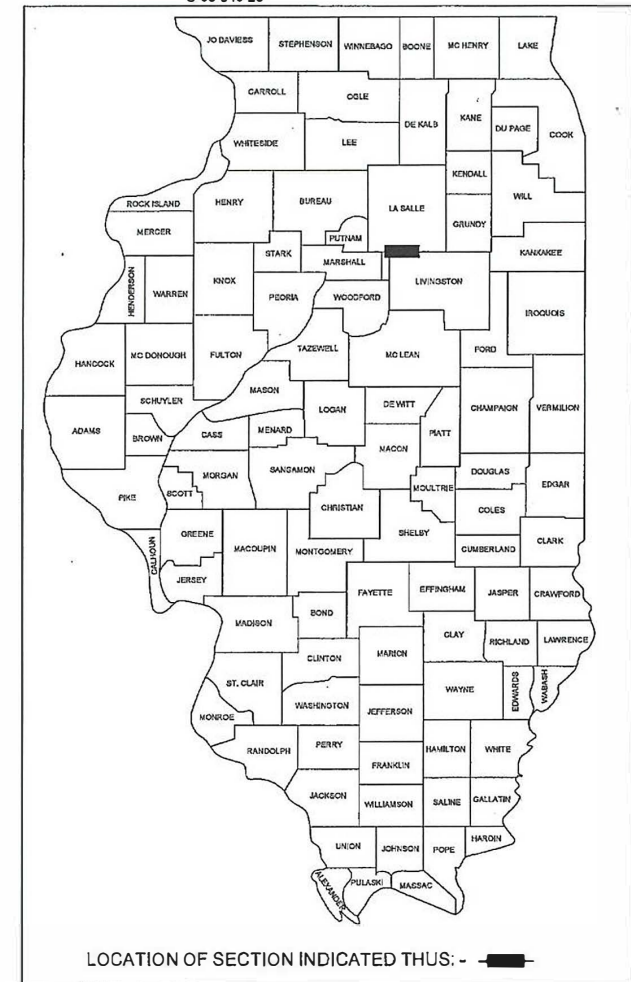 JO DAVIESS
STEPHENSON
WINNEBAGO
BOONE
MC HENRY
LAKE
CARROLL
OGLE
DE KALB
KANE
DU PAGE
COOK
WHITESIDE
LEE
KENDALL
WILL
ROCK ISLAND
HENRY
BUREAU
LA SALLE
GRUNDY
MERCER
PUTNAM
STARK
MARSHALL
KANKAKEE
HENDERSON
WARREN
KNOX
PEORIA
WOODFORD
LIVINGSTON
IROQUOIS
HANCOCK
MC DONOUGH
FULTON
TAZEWELL
MC LEAN
FORD
MASON
SCHUYLER
LOGAN
DE WITT
CHAMPAIGN
VERMILION
ADAMS
BROWN
CASS
MENARD
MACON
PIATT
SANGAMON
MORGAN
DOUGLAS
EDGAR
PIKE
SCOTT
CHRISTIAN
MOULTRIE
COLES
GREENE
MACOUPIN
MONTGOMERY
SHELBY
CUMBERLAND
CLARK
CALHOUN
JERSEY
FAYETTE
EFFINGHAM
JASPER
CRAWFORD
MADISON
BOND
CLAY
RICHLAND
LAWRENCE
CLINTON
MARION
ST. CLAIR
WAYNE
EDWARDS
WABASH
WASHINGTON
JEFFERSON
MONROE
RANDOLPH
PERRY
HAMILTON
WHITE
FRANKLIN
JACKSON
WILLIAMSON
SALINE
GALLATIN
UNION
JOHNSON
POPE
HARDIN
ALEXANDER
PULASKI
MASSAC
LOCATION OF SECTION INDICATED THUS: -